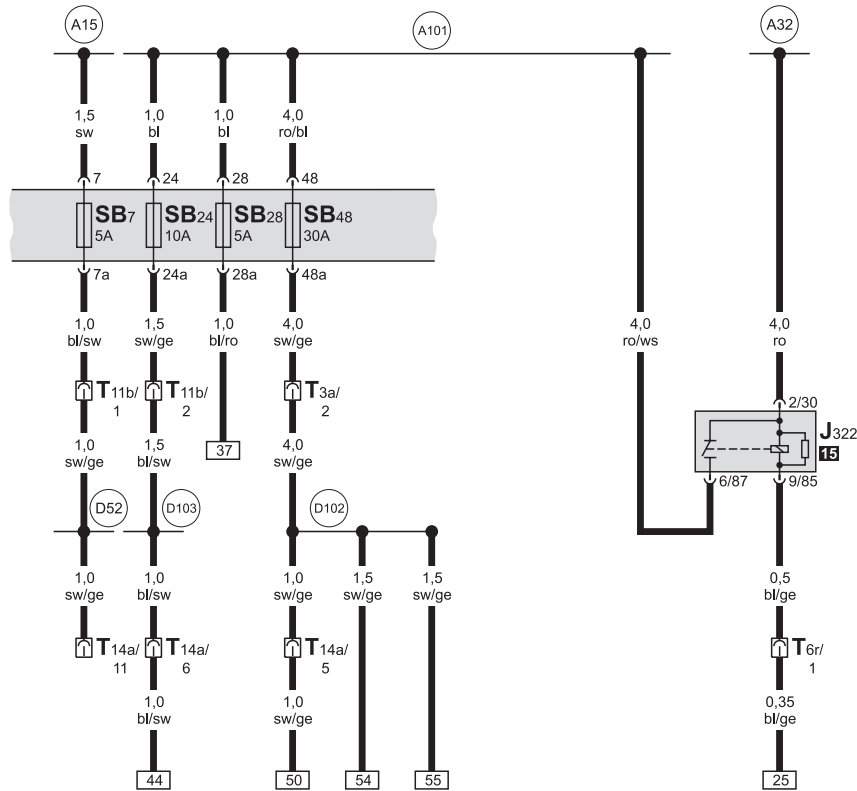 A15
A101
A32
1,5
sw
1,0
bl
1,0
bl
4,0
ro/bl
7
24
28
48
SB7
5A
SB24
10A
SB28
5A
SB48
30A
7a
24a
28a
48a
1,0
bl/sw
1,5
sw/ge
1,0
bl/ro
4,0
sw/ge
4,0
ro/ws
4,0
ro
T11b/
1
T11b/
2
T3a/
2
2/30
J322
15
6/87
9/85
1,0
sw/ge
1,5
bl/sw
37
4,0
sw/ge
D52
D103
D102
1,0
sw/ge
1,0
bl/sw
1,0
sw/ge
1,5
sw/ge
1,5
sw/ge
0,5
bl/ge
T14a/
11
T14a/
6
T14a/
5
T6r/
1
1,0
bl/sw
1,0
sw/ge
0,35
bl/ge
44
50
54
55
25